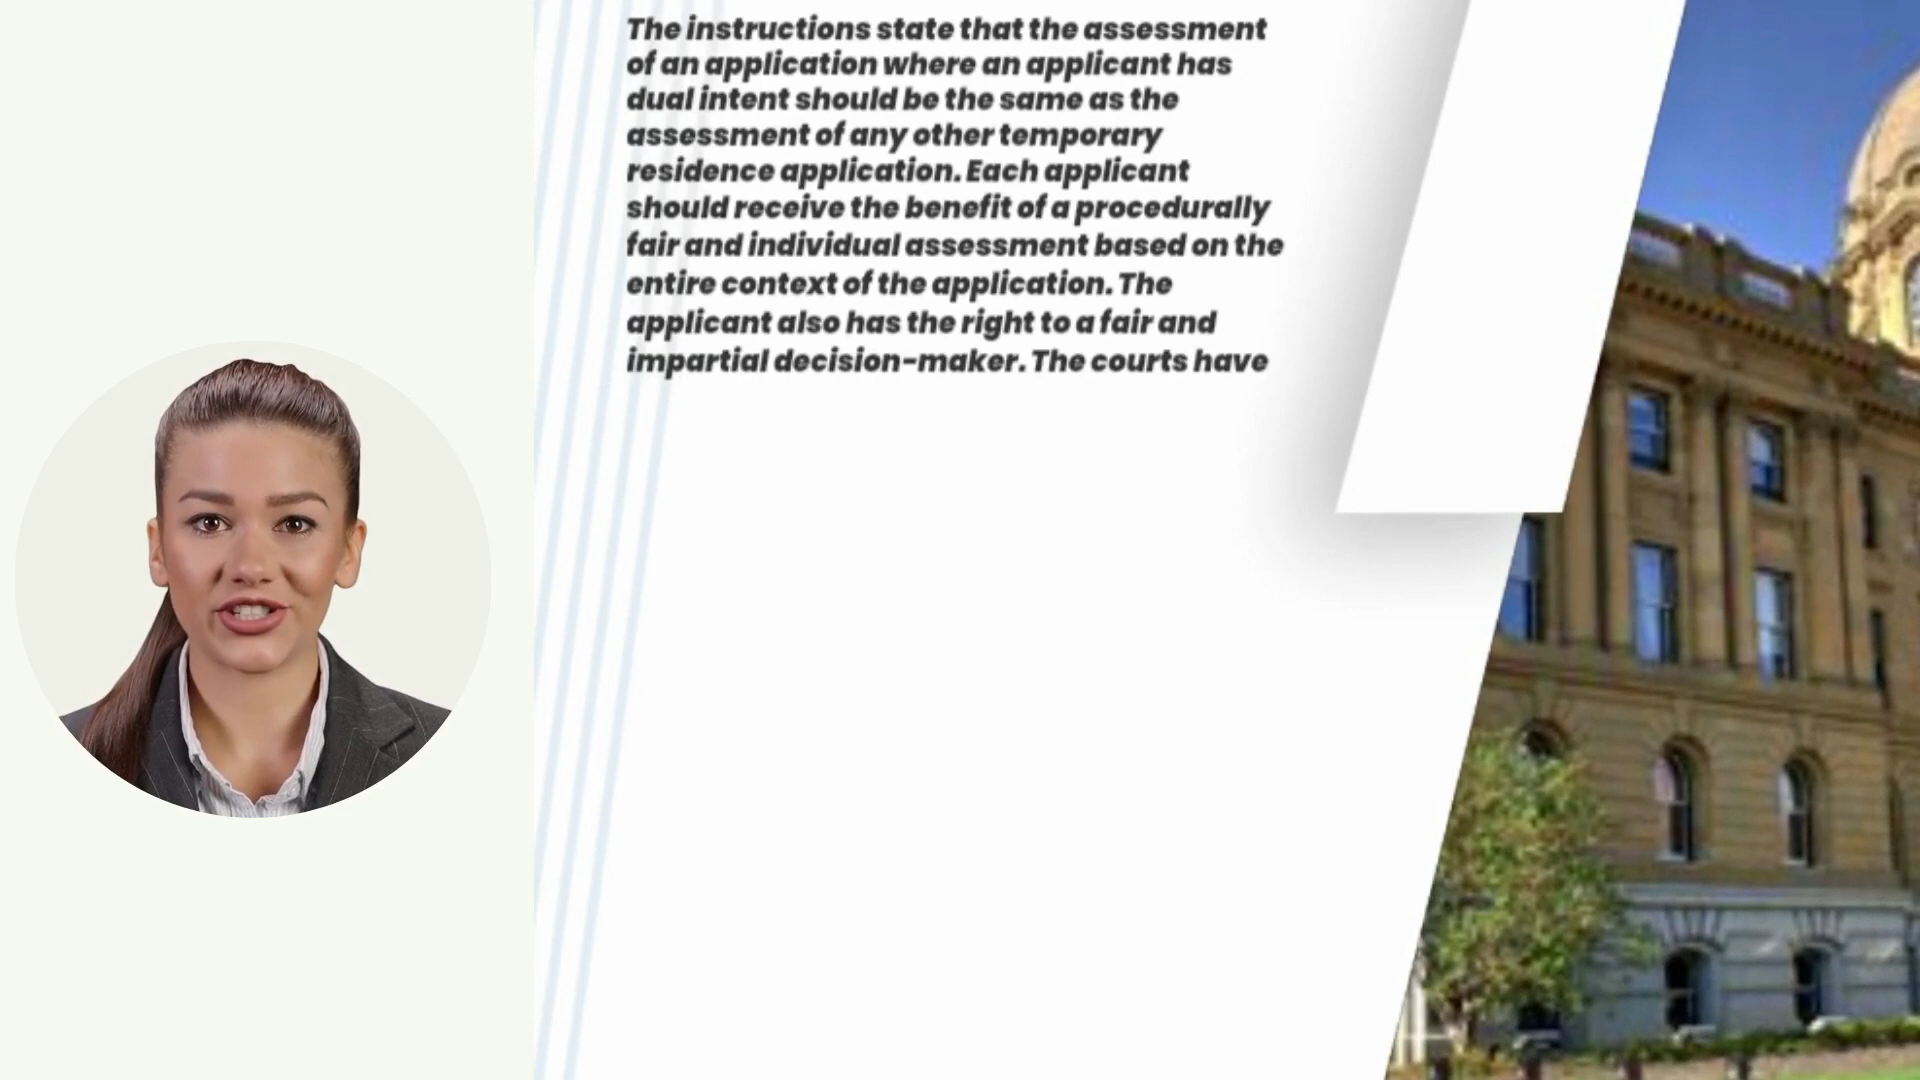 The instructions state that the assessment
of an application where an applicant has
dual intent should be the same as the
assessment of any other temporary
residence application. Each applicant
should receive the benefit of a procedurally
fair and individual assessment based on the
entire context of the application. The
applicant also has the right to a fair and
impartial decision-maker. The courts have